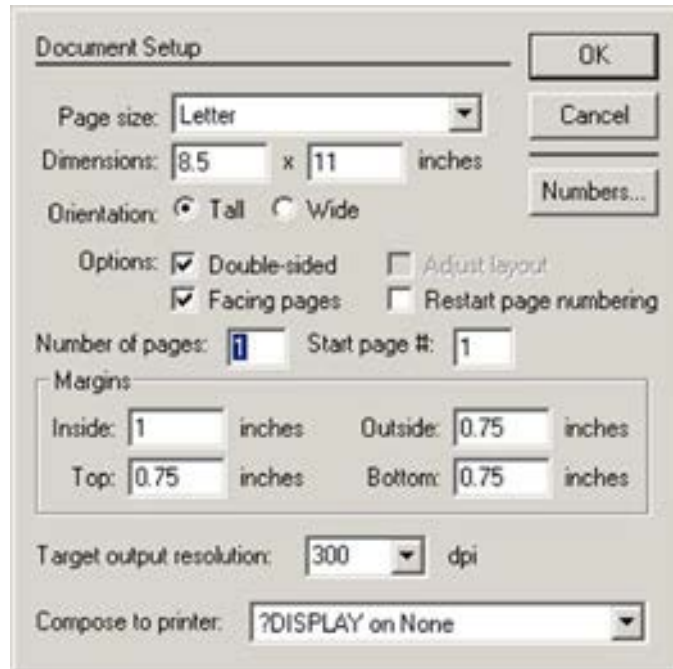 Document Setup
OK
Page size: Letter
Cancel
Dimensions: 8.5 x 11 inches
Numbers...
Orientation: Tall Wide
Options: Double-sided Adjust layout
Facing pages Restart page numbering
Number of pages: 1 Start page #: 1
Margins
Inside: 1 inches Outside: 0.75 inches
Top: 0.75 inches Bottom: 0.75 inches
Target output resolution: 300 dpi
Compose to printer: ?DISPLAY on None